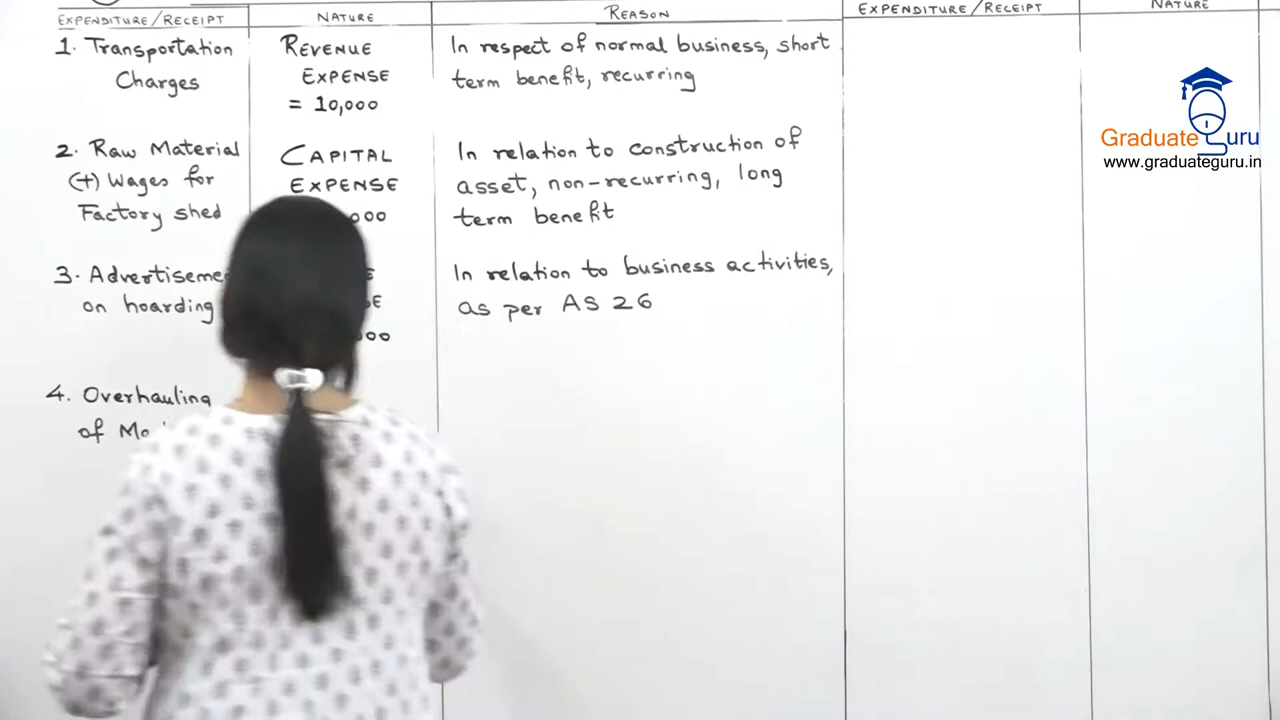 EXPENDITURE/RECEIPT
NATURE
REASON
EXPENDITURE/RECEIPT
NATURE
1. Transportation
Charges
REVENUE
EXPENSE
= 10,000
In respect of normal business, short
term benefit, recurring
2. Raw Material
(+) Wages for
Factory shed
CAPITAL
EXPENSE
In relation to construction of
asset, non-recurring, long
term benefit
3.
on hoarding
In relation to business activities,
as per AS 26
4. Overhauling
of
Graduate Guru
www.graduateguru.in